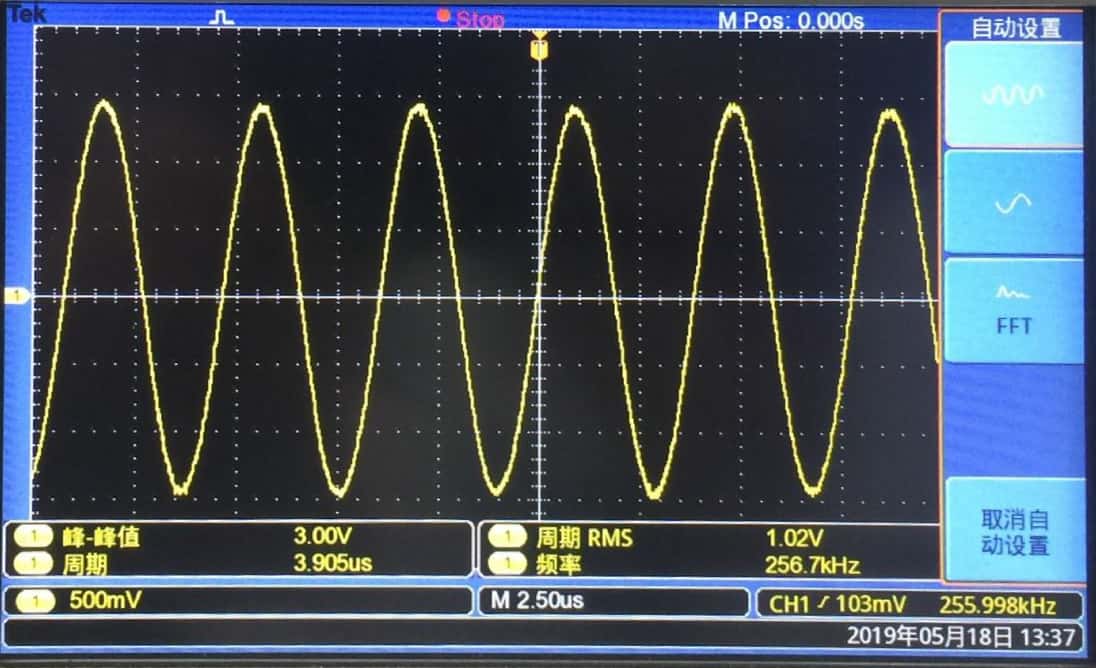 Tek
Stop
M Pos: 0.000s
自动设置
FFT
取消自
动设置
1
1 峰-峰值 3.00V
1 周期 3.905us
1 周期 RMS 1.02V
1 频率 256.7kHz
1 500mV
M 2.50us
CH1 103mV 255.998kHz
2019年05月18日 13:37